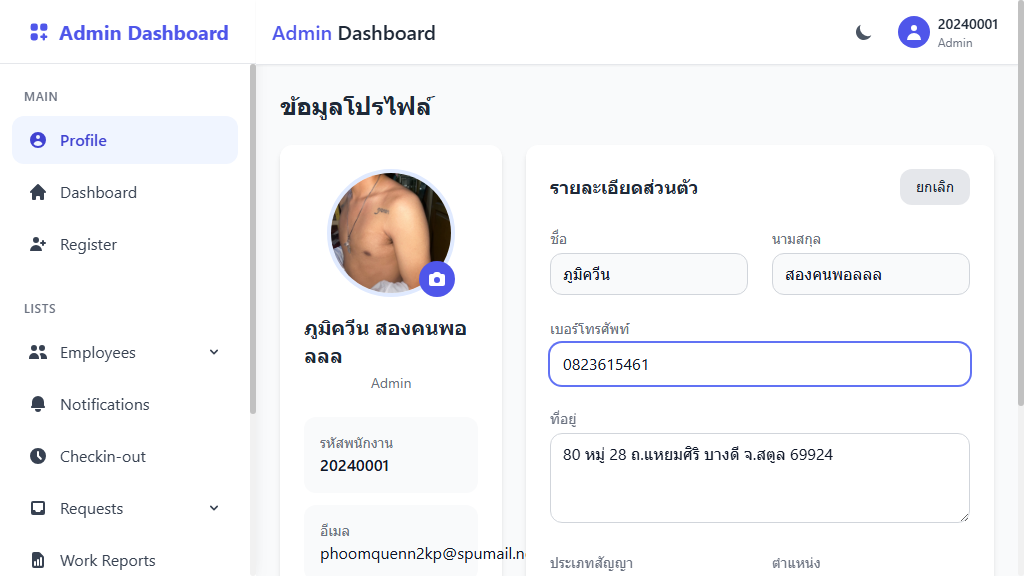 Admin Dashboard
Admin Dashboard
20240001
Admin
MAIN
Profile
Dashboard
Register
LISTS
Employees
Notifications
Checkin-out
Requests
Work Reports
ข้อมูลโปรไฟล์
ภูมิควีน สองคนพอ
ลลล
Admin
รหัสพนักงาน
20240001
อีเมล
phoomquenn2kp@spumail.n
รายละเอียดส่วนตัว
ยกเลิก
ชื่อ
นามสกุล
ภูมิควีน
สองคนพอลลล
เบอร์โทรศัพท์
0823615461
ที่อยู่
80 หมู่ 28 ถ.แหยมศิริ บางดี จ.สตูล 69924
ประเภทสัญญา
ตำแหน่ง